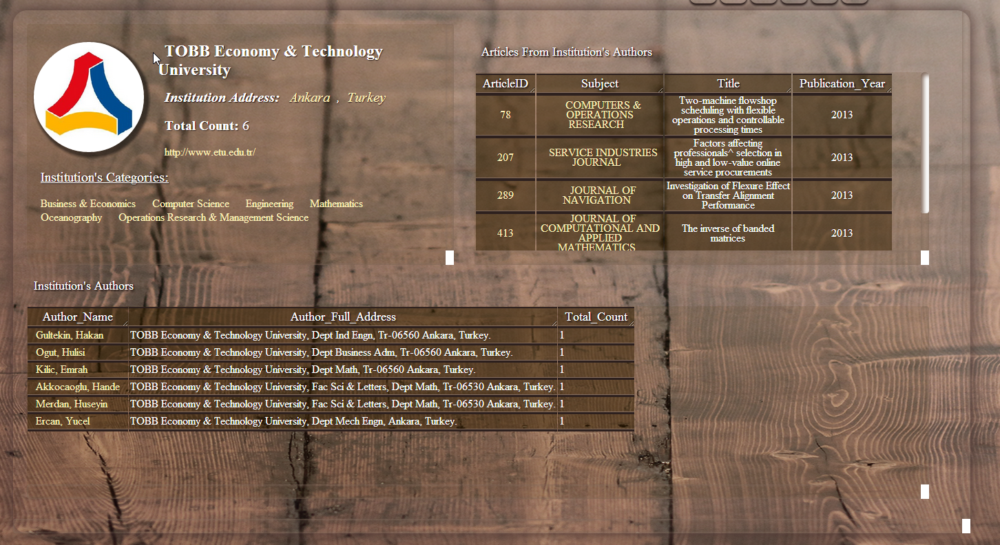 TOBB Economy & Technology
University
Institution Address: Ankara , Turkey
Total Count: 6
http://www.etu.edu.tr/
Institution's Categories:
Business & Economics Computer Science Engineering Mathematics
Oceanography Operations Research & Management Science
Articles From Institution's Authors
ArticleID Subject Title Publication_Year
78
COMPUTERS &
OPERATIONS
RESEARCH
Two-machine flowshop
scheduling with flexible
operations and controllable
processing times
2013
207
SERVICE INDUSTRIES
JOURNAL
Factors affecting
professionals^ selection in
high and low-value online
service procurements
2013
289
JOURNAL OF
NAVIGATION
Investigation of Flexure Effect
on Transfer Alignment
Performance
2013
413
JOURNAL OF
COMPUTATIONAL AND
APPLIED
MATHEMATICS
The inverse of banded
matrices
2013
Institution's Authors
Author_Name Author_Full_Address Total_Count
Gultekin, Hakan TOBB Economy & Technology University, Dept Ind Engn, Tr-06560 Ankara, Turkey. 1
Ogut, Hulisi TOBB Economy & Technology University, Dept Business Adm, Tr-06560 Ankara, Turkey. 1
Kilic, Emrah TOBB Economy & Technology University, Dept Math, Tr-06560 Ankara, Turkey. 1
Akkocaoglu, Hande TOBB Economy & Technology University, Fac Sci & Letters, Dept Math, Tr-06530 Ankara, Turkey. 1
Merdan, Huseyin TOBB Economy & Technology University, Fac Sci & Letters, Dept Math, Tr-06530 Ankara, Turkey. 1
Ercan, Yucel TOBB Economy & Technology University, Dept Mech Engn, Ankara, Turkey. 1